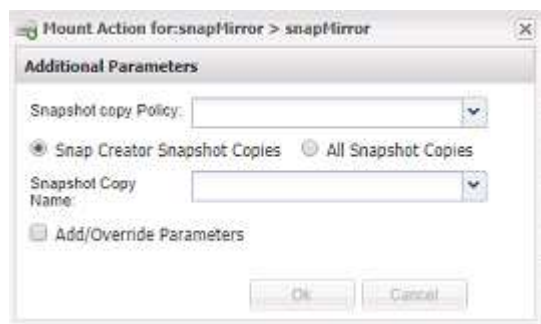 Mount Action for:snapMirror > snapMirror
Additional Parameters
Snapshot copy Policy:
Snap Creator Snapshot Copies All Snapshot Copies
Snapshot Copy
Name:
Add/Override Parameters
Ok Cancel